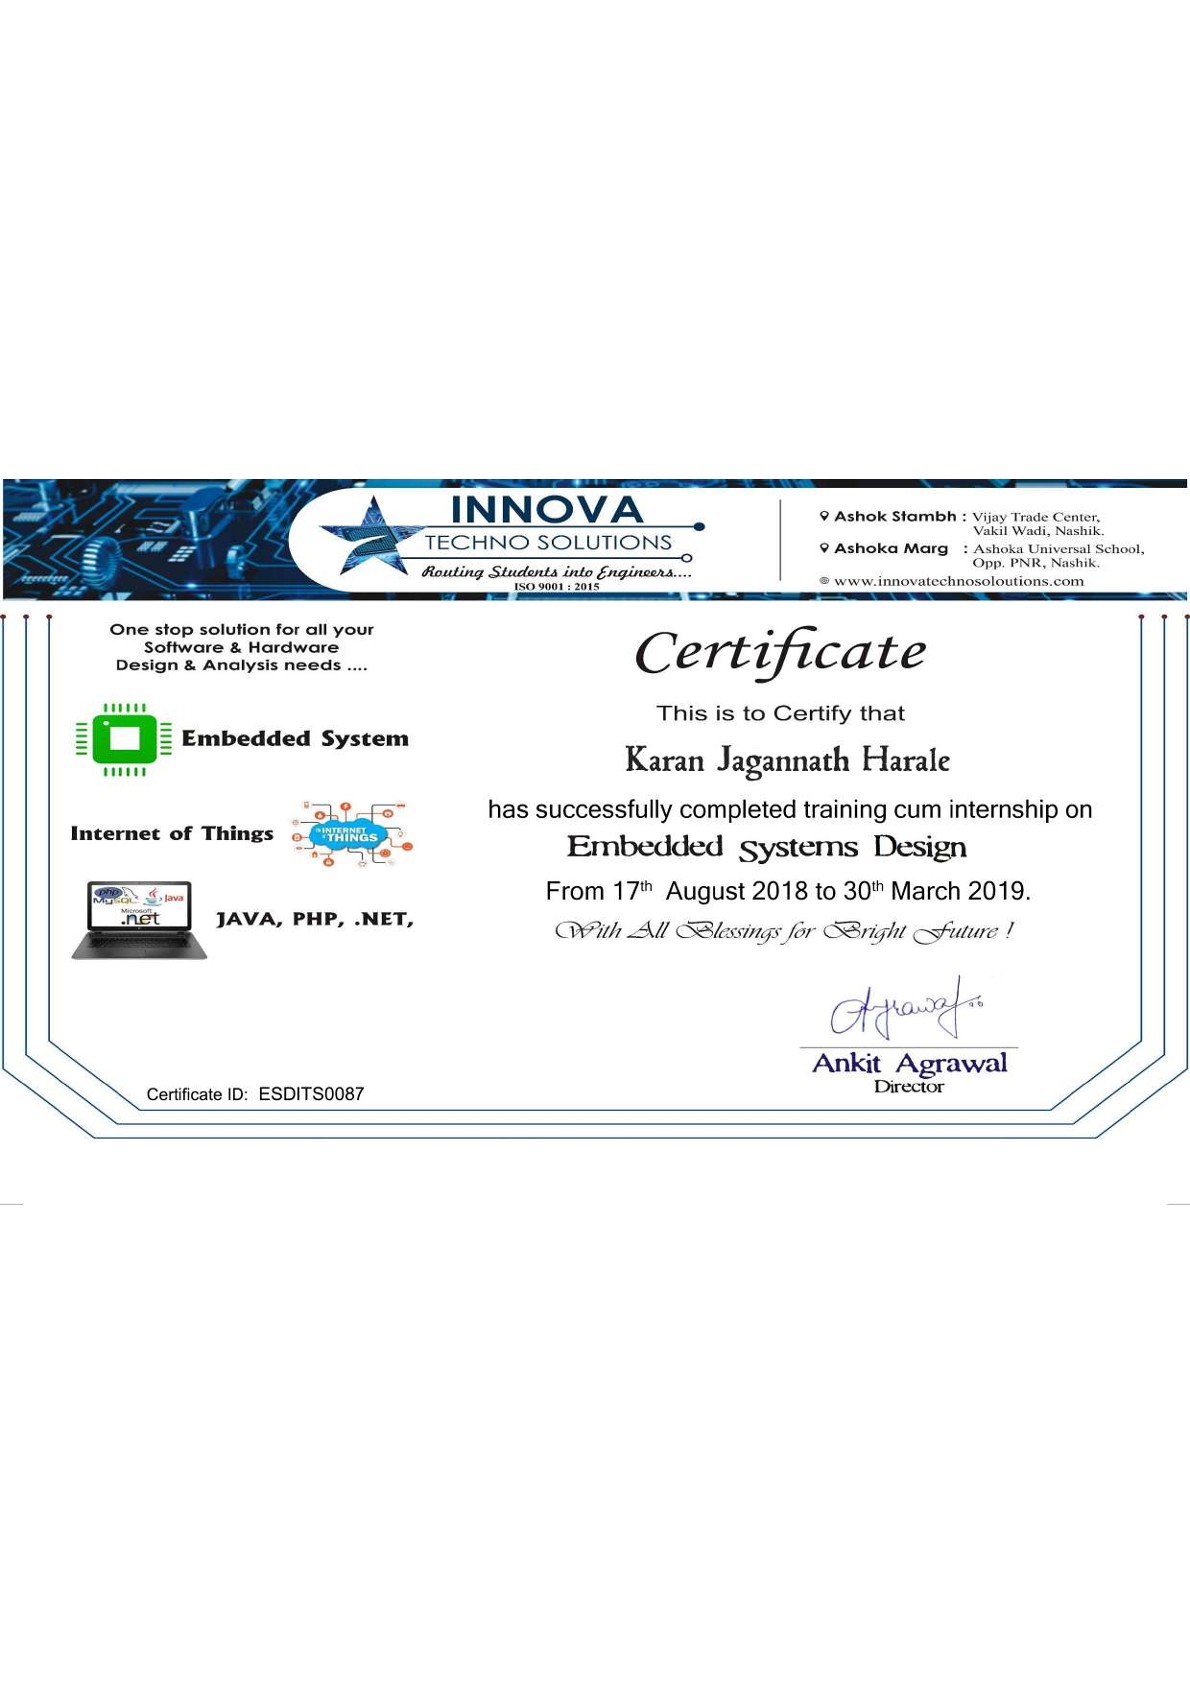 INNOVA
TECHNO SOLUTIONS
Routing Students into Engineers....
ISO 9001 : 2015
Ashok Stambh : Vijay Trade Center,
Vakil Wadi, Nashik.
Ashoka Marg : Ashoka Universal School,
Opp. PNR, Nashik.
www.innovatechnosoloutions.com
One stop solution for all your
Software & Hardware
Design & Analysis needs ....
Embedded System
Internet of Things
INTERNET
THINGS
php
MySQL
Java
Microsoft
.net
JAVA, PHP, .NET,
Certificate
This is to Certify that
Karan Jagannath Harale
has successfully completed training cum internship on
Embedded Systems Design
From 17th August 2018 to 30th March 2019.
With All Blessings for Bright Future !
Agrawal
Ankit Agrawal
Director
Certificate ID: ESDITS0087